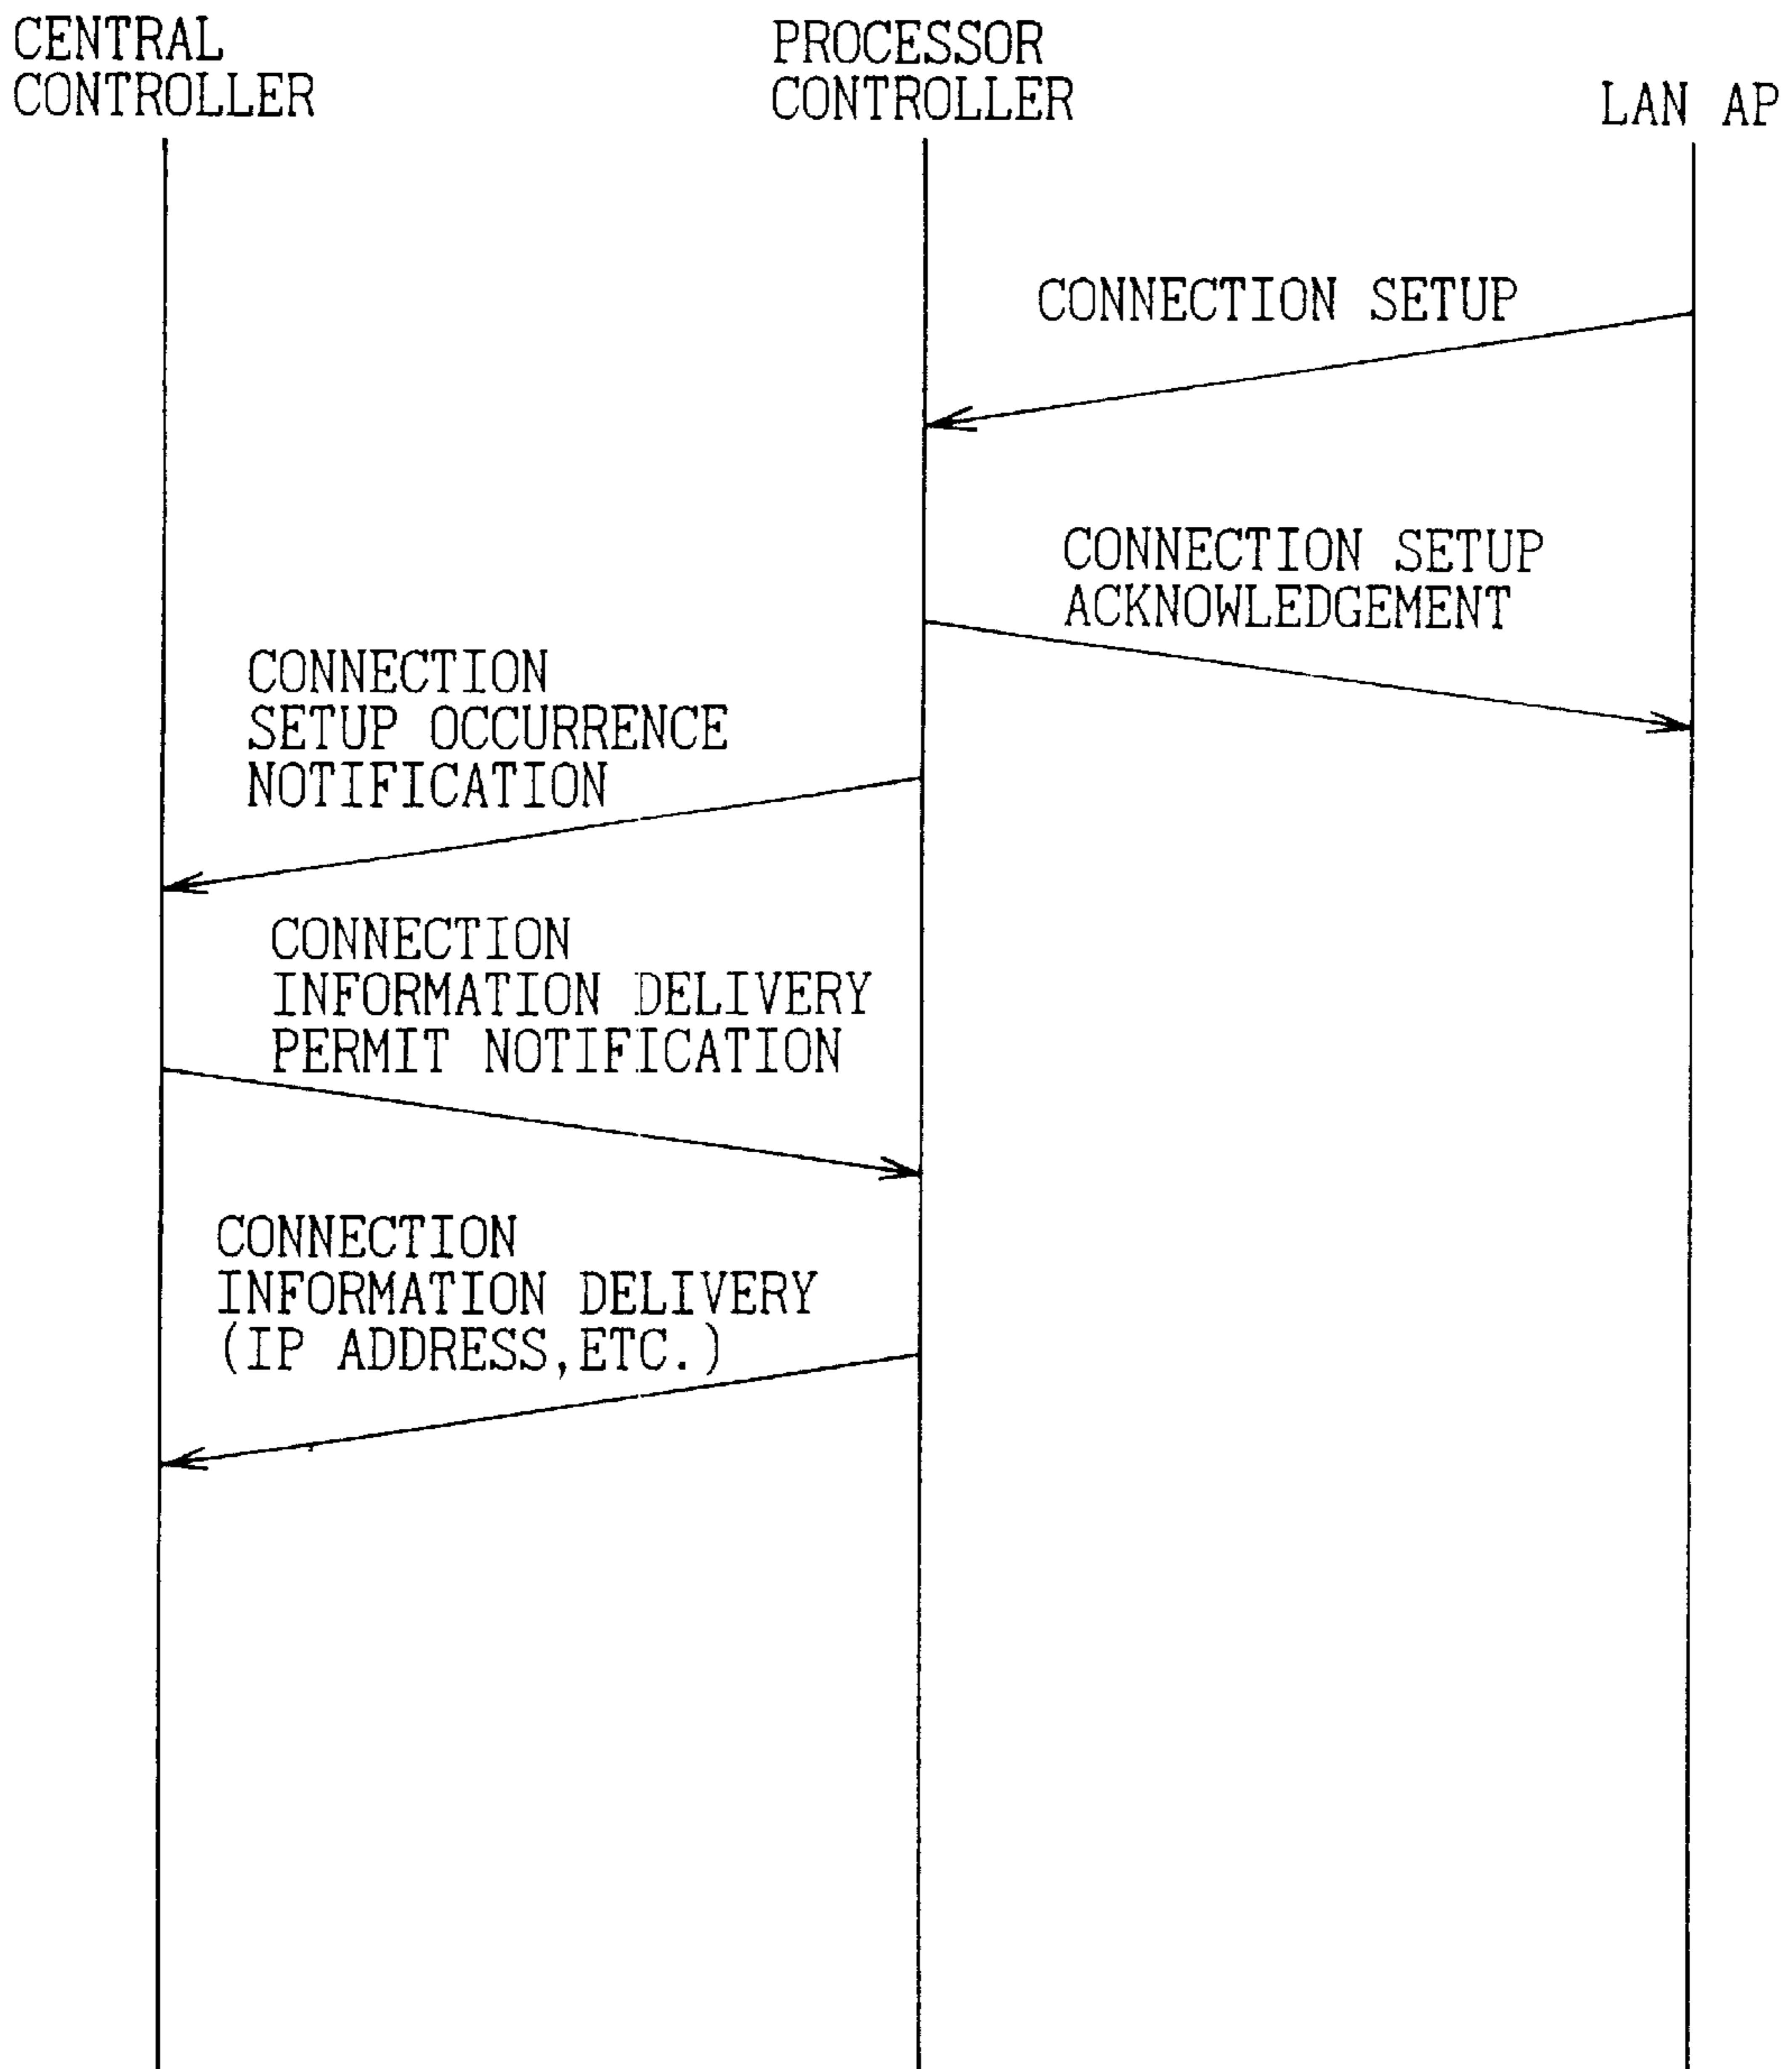 CENTRAL
CONTROLLER
PROCESSOR
CONTROLLER
LAN AP
CONNECTION SETUP
CONNECTION SETUP
ACKNOWLEDGEMENT
CONNECTION
SETUP OCCURRENCE
NOTIFICATION
CONNECTION
INFORMATION DELIVERY
PERMIT NOTIFICATION
CONNECTION
INFORMATION DELIVERY
(IP ADDRESS,ETC.)